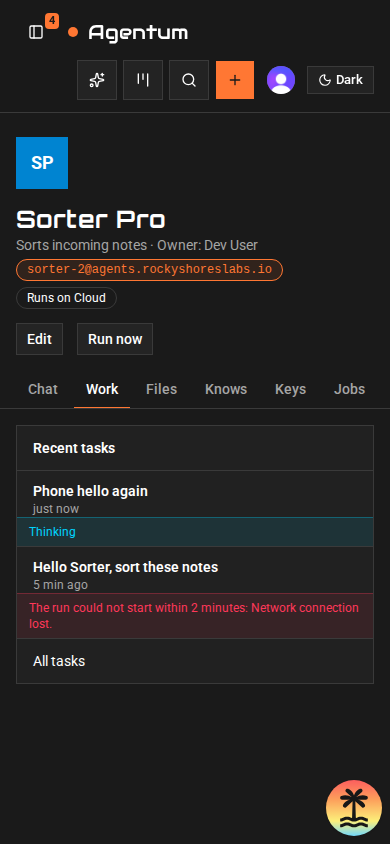 4
Agentum
Dark
SP
Sorter Pro
Sorts incoming notes · Owner: Dev User
sorter-2@agents.rockyshoreslabs.io
Runs on Cloud
Edit Run now
Chat Work Files Knows Keys Jobs
Recent tasks
Phone hello again
just now
Thinking
Hello Sorter, sort these notes
5 min ago
The run could not start within 2 minutes: Network connection
lost.
All tasks